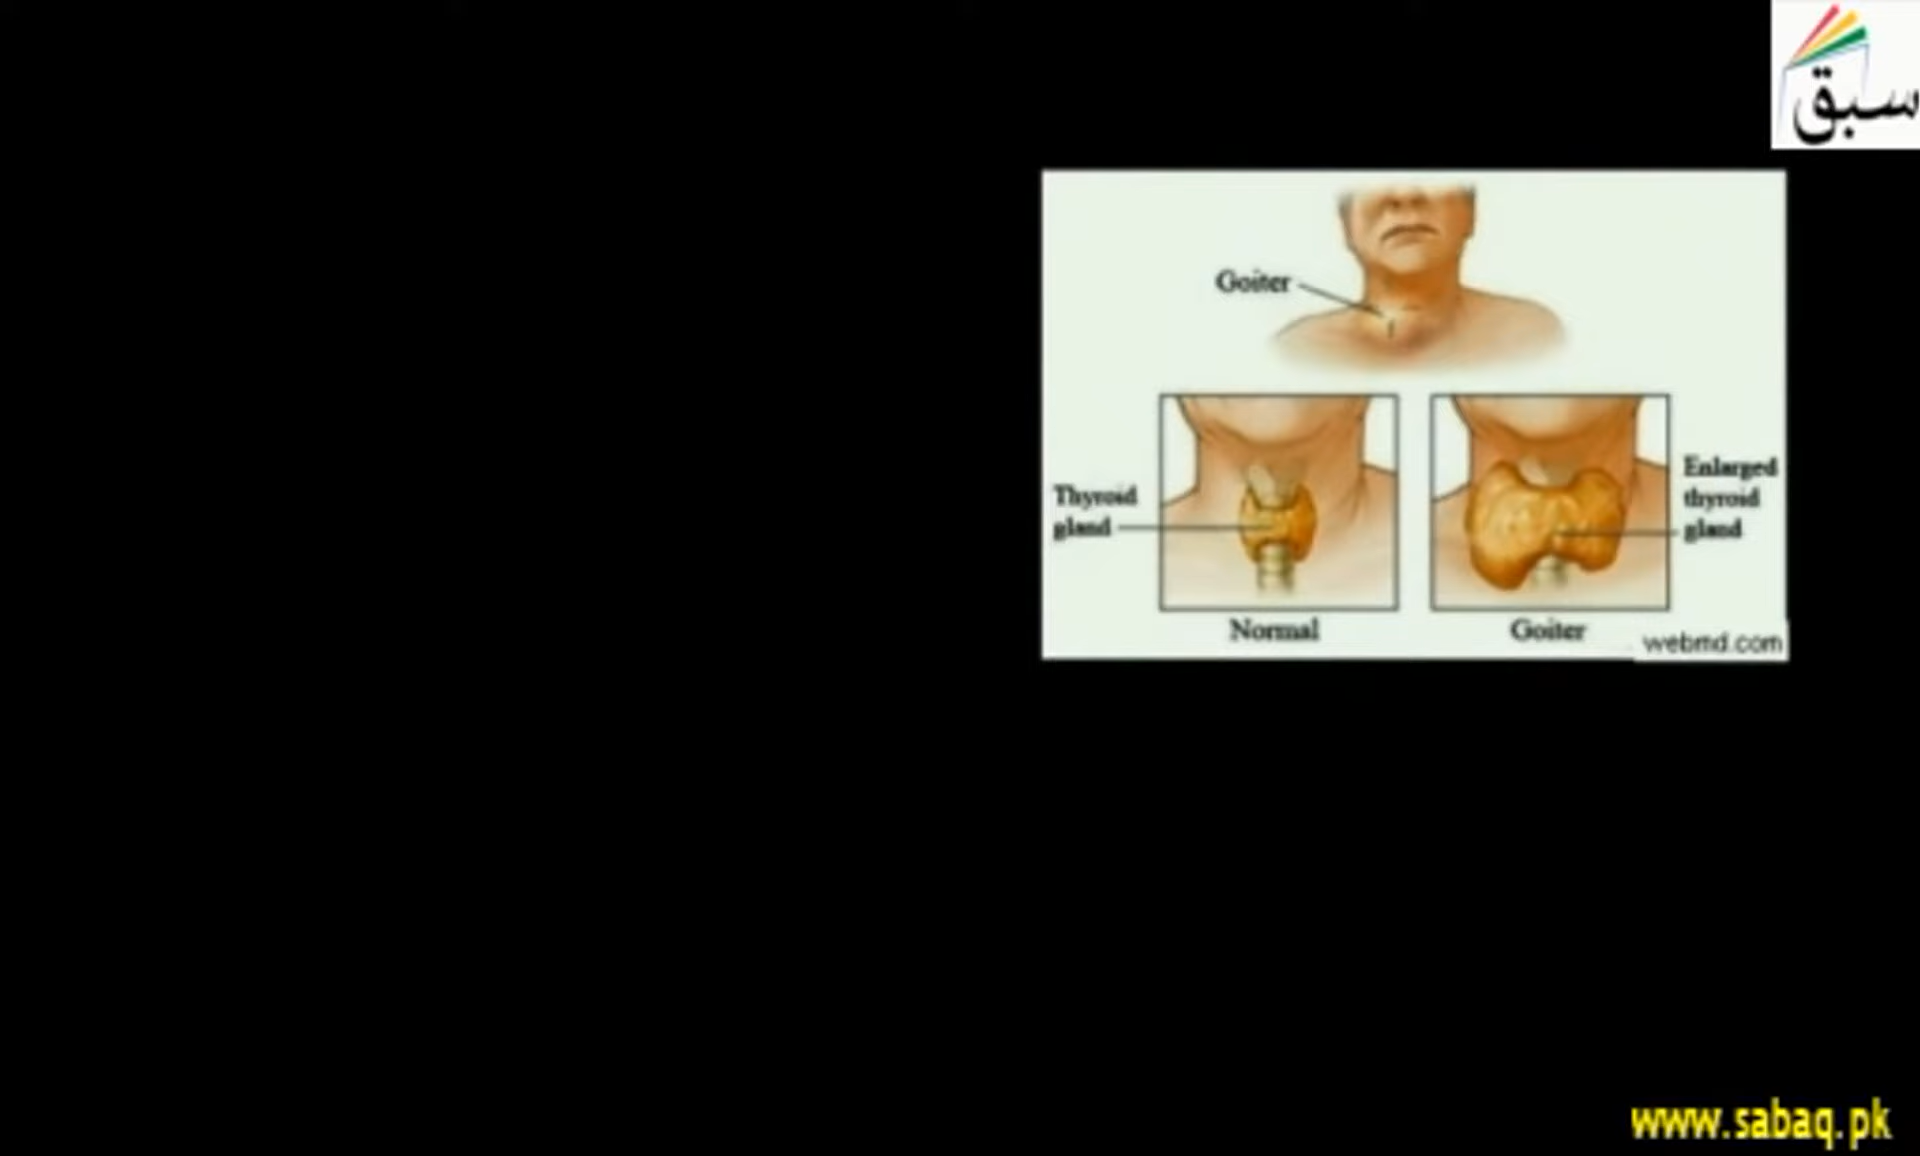 سبق
Goiter
Thyroid
gland
Enlarged
thyroid
gland
Normal
Goiter
webmd.com
www.sabaq.pk